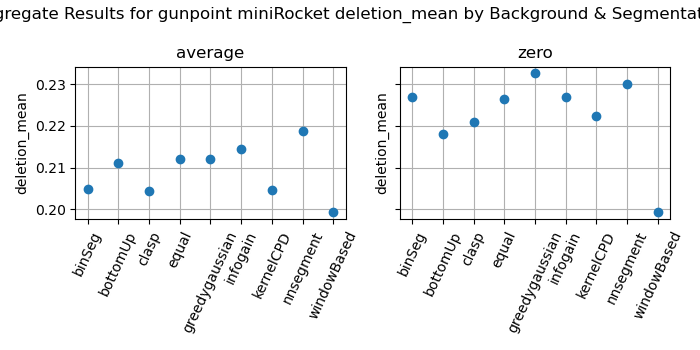 gregate Results for gunpoint miniRocket deletion_mean by Background & Segmentat
average
zero
deletion_mean
0.23
0.22
0.21
0.20
binSeg
bottomUp
clasp
equal
greedygaussian
infogain
kernelCPD
nnsegment
windowBased
deletion_mean
binSeg
bottomUp
clasp
equal
greedygaussian
infogain
kernelCPD
nnsegment
windowBased